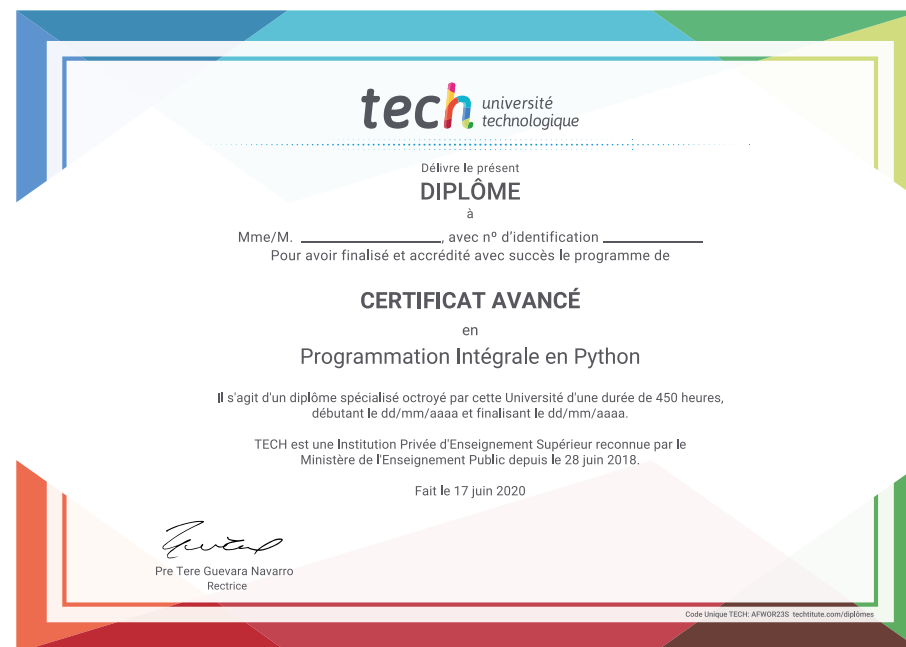 tech université
technologique
Délivre le présent
DIPLÔME
à
Mme/M. ____________________, avec nº d'identification ______________
Pour avoir finalisé et accrédité avec succès le programme de
CERTIFICAT AVANCÉ
en
Programmation Intégrale en Python
Il s'agit d'un diplôme spécialisé octroyé par cette Université d'une durée de 450 heures,
débutant le dd/mm/aaaa et finalisant le dd/mm/aaaa.
TECH est une Institution Privée d'Enseignement Supérieur reconnue par le
Ministère de l'Enseignement Public depuis le 28 juin 2018.
Fait le 17 juin 2020
Pre Tere Guevara Navarro
Rectrice
Code Unique TECH: AFWOR23S techtitute.com/diplômes